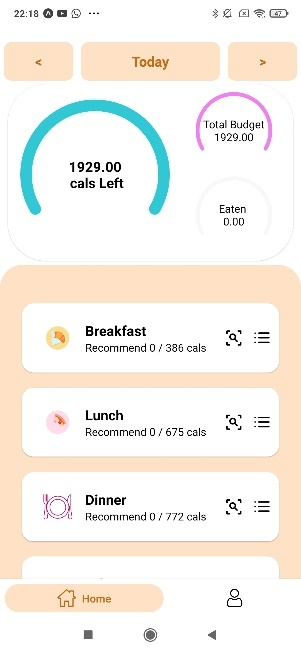 22:18
47
<
Today
>
1929.00
cals Left
Total Budget
1929.00
Eaten
0.00
Breakfast
Recommend 0 / 386 cals
Lunch
Recommend 0 / 675 cals
Dinner
Recommend 0 / 772 cals
Home